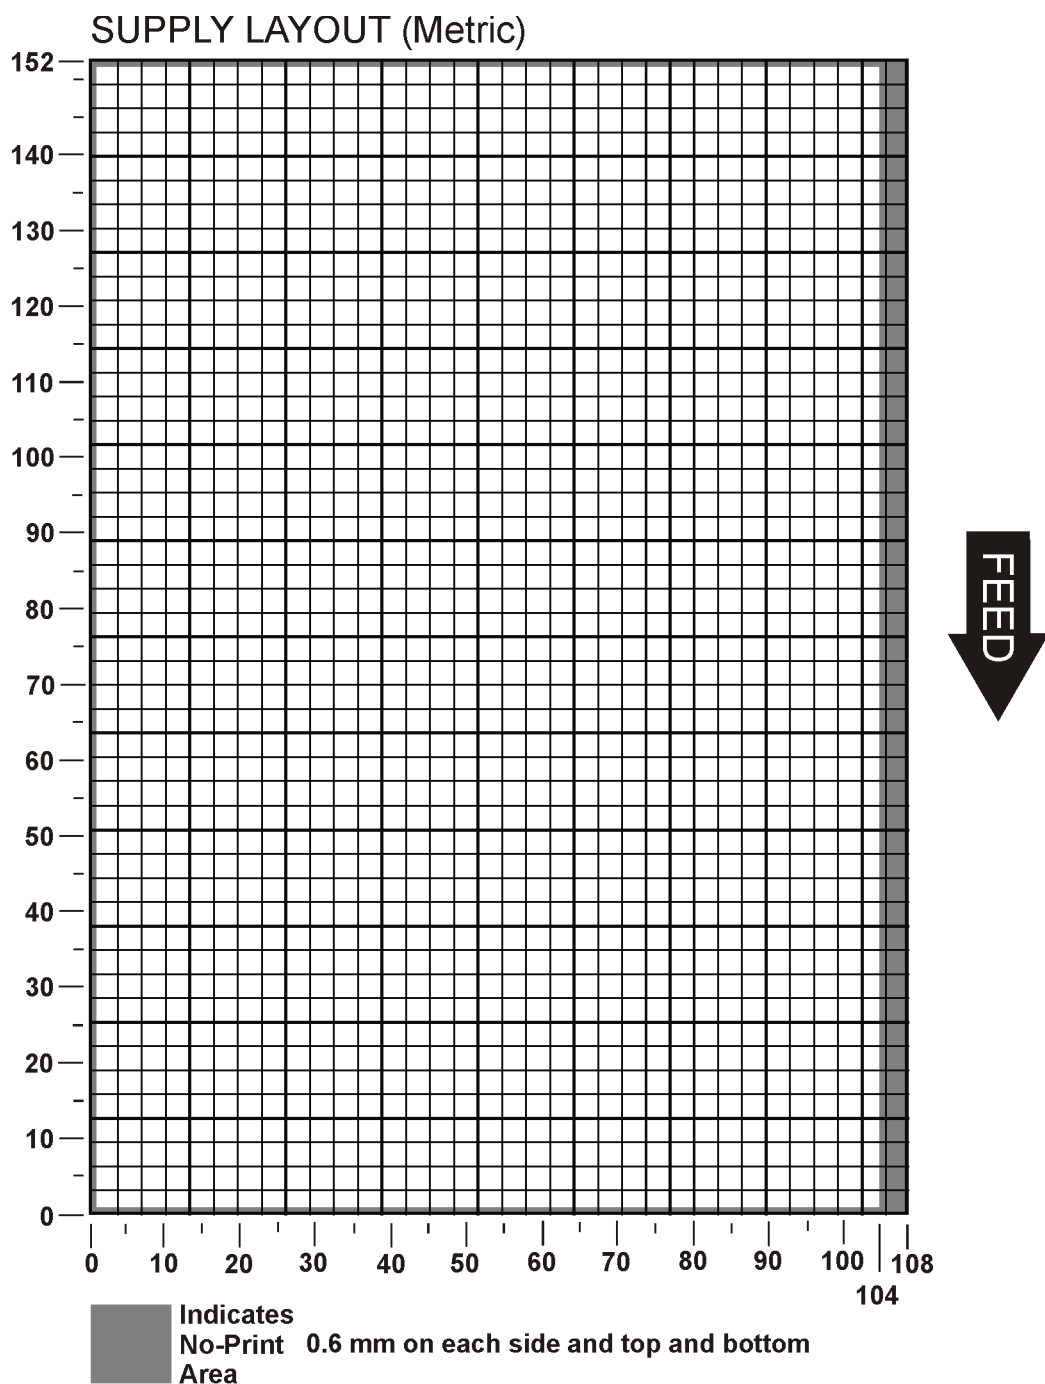 SUPPLY LAYOUT (Metric)
152
140
130
120
110
100
90
80
70
60
50
40
30
20
10
0
FEED
0 10 20 30 40 50 60 70 80 90 100 108
104
Indicates
No-Print 0.6 mm on each side and top and bottom
Area